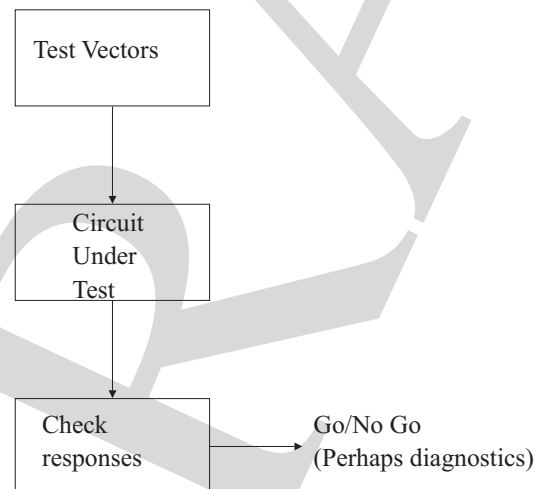 Test Vectors
Circuit
Under
Test
Check
responses
Go/No Go
(Perhaps diagnostics)